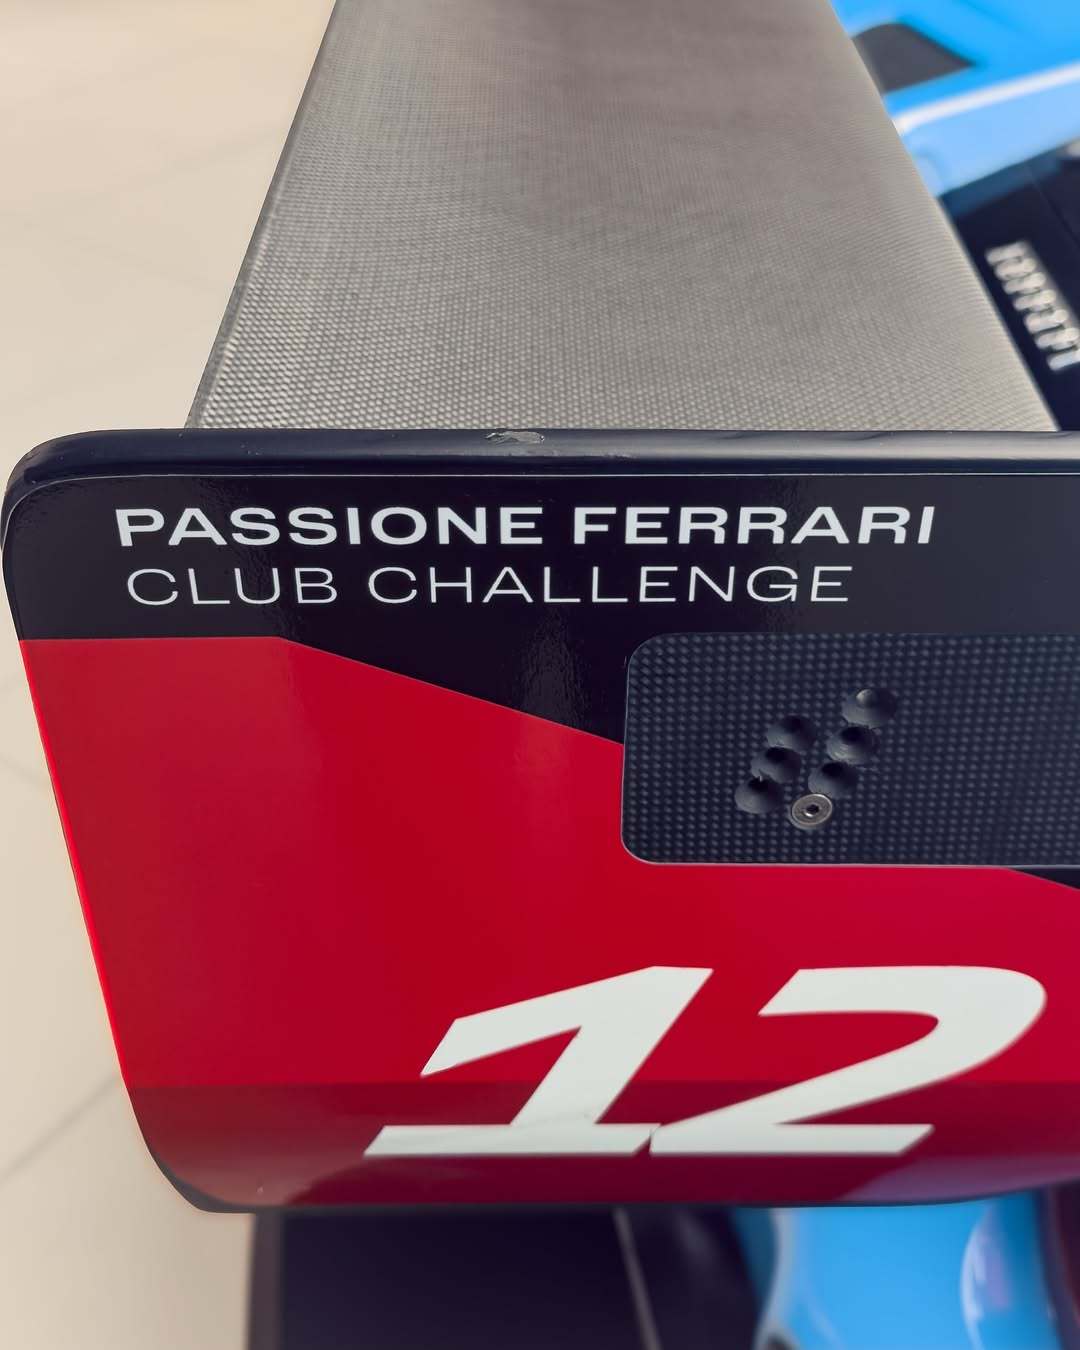 PASSIONE FERRARI
CLUB CHALLENGE
12